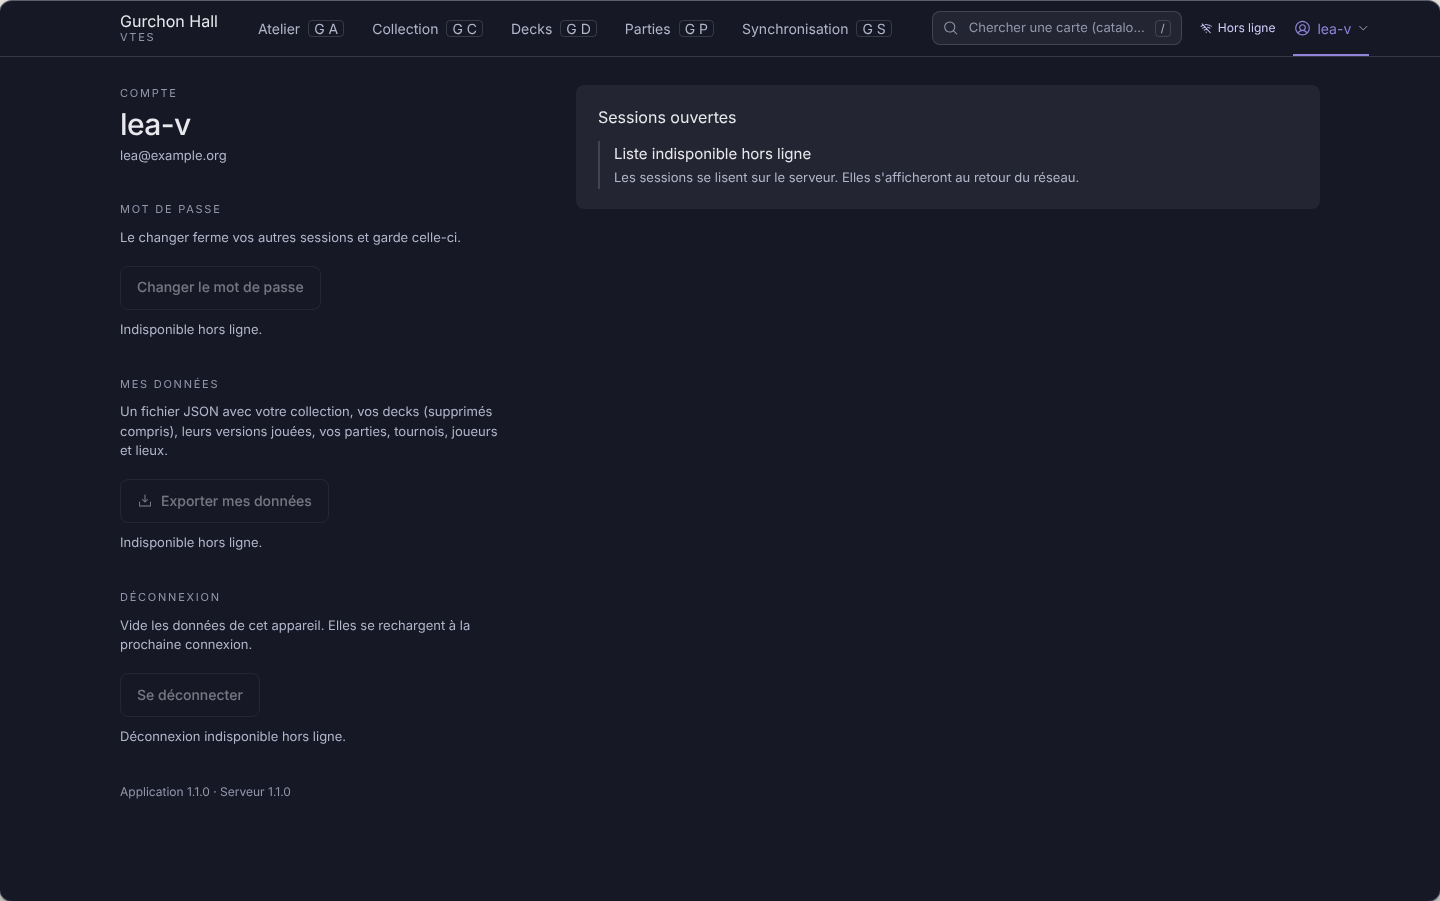 Gurchon Hall
VTES
Atelier G A
Collection G C
Decks G D
Parties G P
Synchronisation G S
Chercher une carte (catalo... /
Hors ligne
lea-v
COMPTE
lea-v
lea@example.org
MOT DE PASSE
Le changer ferme vos autres sessions et garde celle-ci.
Changer le mot de passe
Indisponible hors ligne.
MES DONNÉES
Un fichier JSON avec votre collection, vos decks (supprimés
compris), leurs versions jouées, vos parties, tournois, joueurs
et lieux.
Exporter mes données
Indisponible hors ligne.
DÉCONNEXION
Vide les données de cet appareil. Elles se rechargent à la
prochaine connexion.
Se déconnecter
Déconnexion indisponible hors ligne.
Application 1.1.0 · Serveur 1.1.0
Sessions ouvertes
Liste indisponible hors ligne
Les sessions se lisent sur le serveur. Elles s'afficheront au retour du réseau.